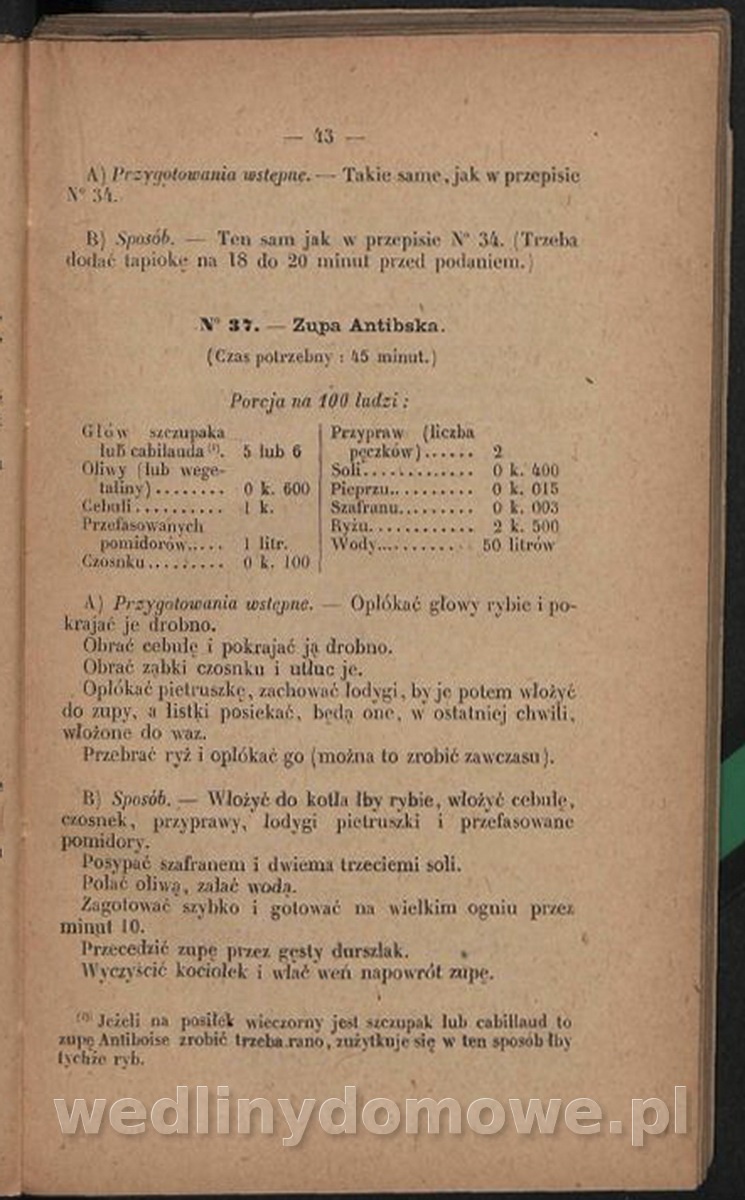 — 43 —
A) Przygotowania wstępne. — Takie same, jak w przepisie
N° 34.
B) Sposób. — Ten sam jak w przepisie N° 34. (Trzeba
dodać tapiokę na 18 do 20 minut przed podaniem.)
N° 37. — Zupa Antibska.
(Czas potrzebny : 45 minut.)
Porcja na 100 ludzi :
Głów szczupaka
lub cabilauda (1). 5 lub 6
Oliwy (lub wege-
taliny)........ 0 k. 600
Cebuli.......... 1 k.
Przefasowanych
pomidorów..... 1 litr.
Czosnku......... 0 k. 100
Przypraw (liczba
pęczków)...... 2
Soli............ 0 k. 400
Pieprzu.......... 0 k. 015
Szafranu......... 0 k. 003
Ryżu............ 2 k. 500
Wody.......... 50 litrów
A) Przygotowania wstępne. — Opłókać głowy rybie i po-
krajać je drobno.
Obrać cebulę i pokrajać ją drobno.
Obrać ząbki czosnku i utłuc je.
Opłókać pietruszkę, zachować łodygi, by je potem włożyć
do zupy, a listki posiekać, będą one, w ostatniej chwili,
włożone do waz.
Przebrać ryż i opłókać go (można to zrobić zawczasu).
B) Sposób. — Włożyć do kotła łby rybie, włożyć cebulę,
czosnek, przyprawy, łodygi pietruszki i przefasowane
pomidory.
Posypać szafranem i dwiema trzeciemi soli.
Polać oliwą, zalać wodą.
Zagotować szybko i gotować na wielkim ogniu przez
minut 10.
Przecedzić zupę przez gęsty durszlak.
Wyczyścić kociołek i wlać weń napowrót zupę.
(1) Jeżeli na posiłek wieczorny jest szczupak lub cabillaud to
zupę Antiboise zrobić trzeba rano, zużytkuje się w ten sposób łby
tychże ryb.
wedlinydomowe.pl